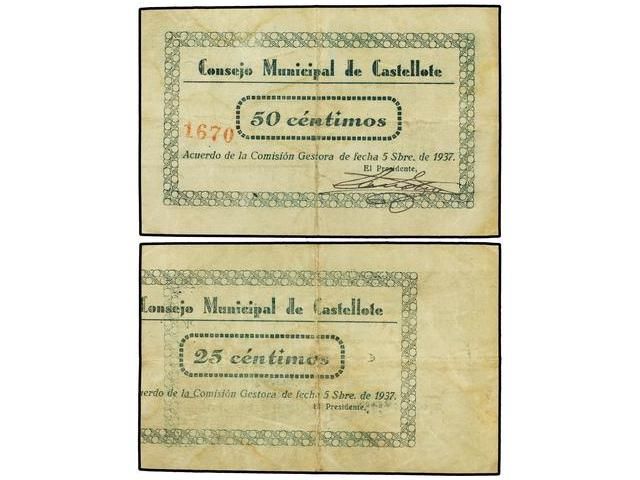 Consejo Municipal de Castellote
50 céntimos
1670
Acuerdo de la Comisión Gestora de fecha 5 Sbre. de 1937.
El Presidente,
Consejo Municipal de Castellote
25 céntimos
cuerdo de la Comisión Gestora de fecha 5 Sbre. de 1937.
El Presidente,